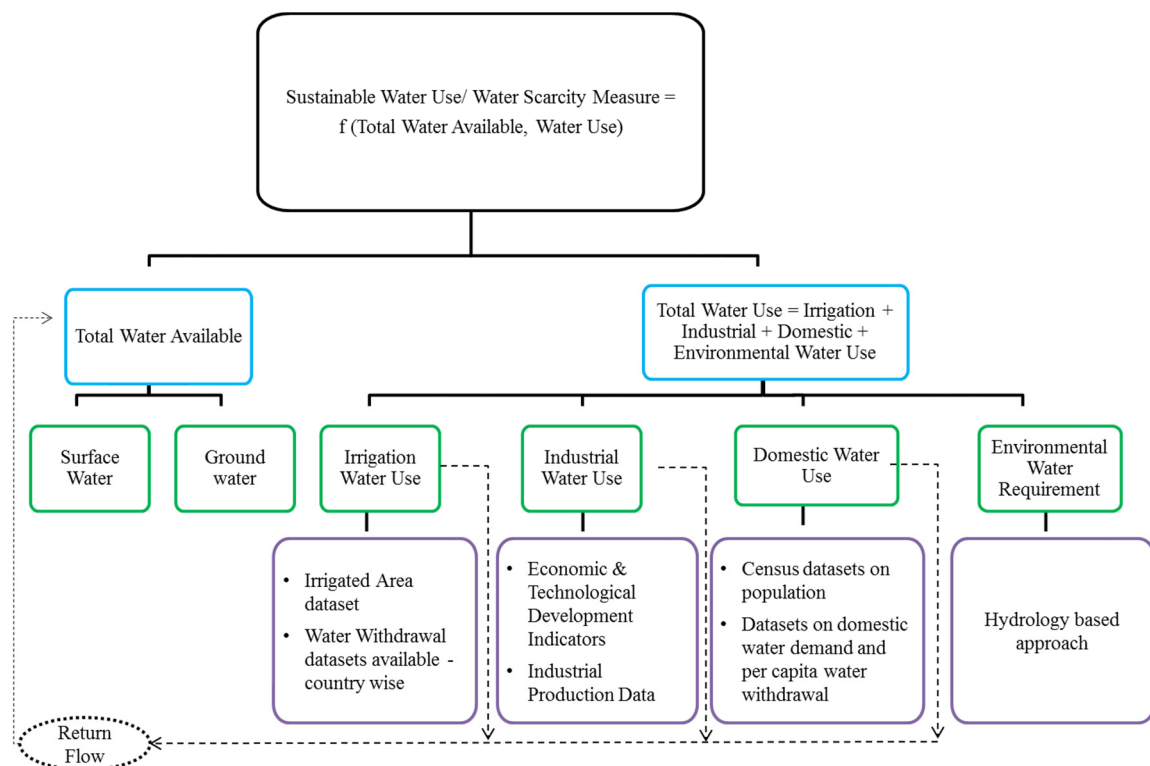 Sustainable Water Use/ Water Scarcity Measure =
f (Total Water Available, Water Use)
Total Water Available
Total Water Use = Irrigation +
Industrial + Domestic +
Environmental Water Use
Surface
Water
Ground
water
Irrigation
Water Use
Industrial
Water Use
Domestic Water
Use
Environmental
Water
Requirement
• Irrigated Area
dataset
• Water Withdrawal
datasets available -
country wise
• Economic &
Technological
Development
Indicators
• Industrial
Production Data
• Census datasets on
population
• Datasets on domestic
water demand and
per capita water
withdrawal
Hydrology based
approach
Return
Flow